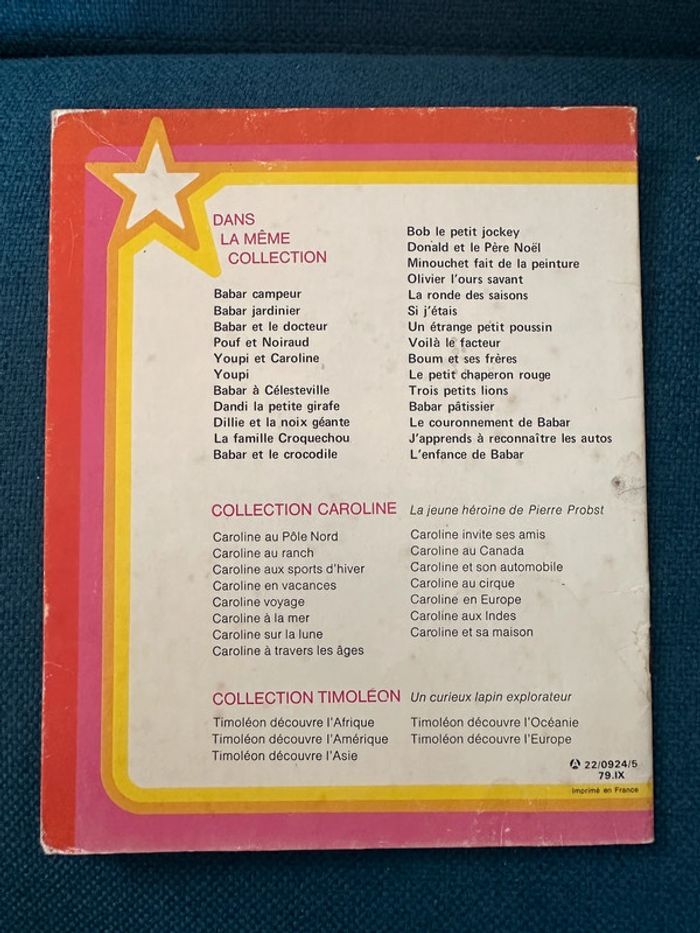 DANS
LA MÊME
COLLECTION
Babar campeur
Babar jardinier
Babar et le docteur
Pouf et Noiraud
Youpi et Caroline
Youpi
Babar à Célesteville
Dandi la petite girafe
Dillie et la noix géante
La famille Croquechou
Babar et le crocodile
Bob le petit jockey
Donald et le Père Noël
Minouchet fait de la peinture
Olivier l'ours savant
La ronde des saisons
Si j'étais
Un étrange petit poussin
Voilà le facteur
Boum et ses frères
Le petit chaperon rouge
Trois petits lions
Babar pâtissier
Le couronnement de Babar
J'apprends à reconnaître les autos
L'enfance de Babar
COLLECTION CAROLINE La jeune héroïne de Pierre Probst
Caroline au Pôle Nord
Caroline au ranch
Caroline aux sports d'hiver
Caroline en vacances
Caroline voyage
Caroline à la mer
Caroline sur la lune
Caroline à travers les âges
Caroline invite ses amis
Caroline au Canada
Caroline et son automobile
Caroline au cirque
Caroline en Europe
Caroline aux Indes
Caroline et sa maison
COLLECTION TIMOLÉON Un curieux lapin explorateur
Timoléon découvre l'Afrique
Timoléon découvre l'Amérique
Timoléon découvre l'Asie
Timoléon découvre l'Océanie
Timoléon découvre l'Europe
A 22/0924/5
79.IX
Imprimé en France